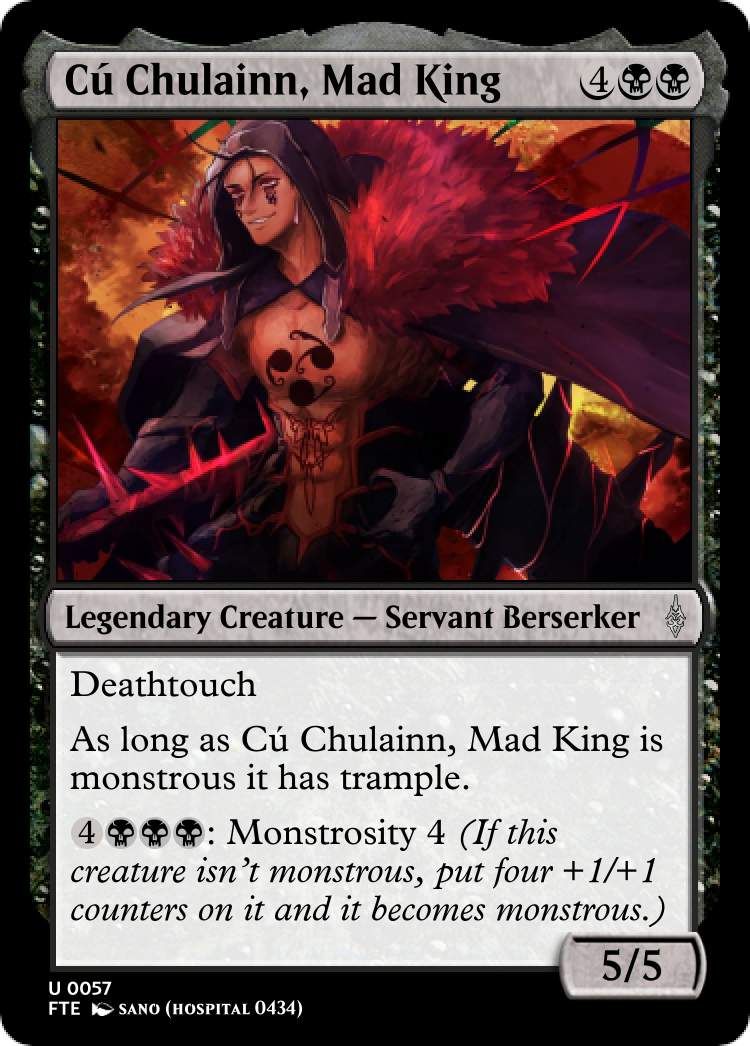 Cú Chulainn, Mad King 4
Legendary Creature — Servant Berserker
Deathtouch
As long as Cú Chulainn, Mad King is
monstrous it has trample.
4: Monstrosity 4 (If this
creature isn't monstrous, put four +1/+1
counters on it and it becomes monstrous.)
5/5
U 0057
FTE SANO (HOSPITAL 0434)